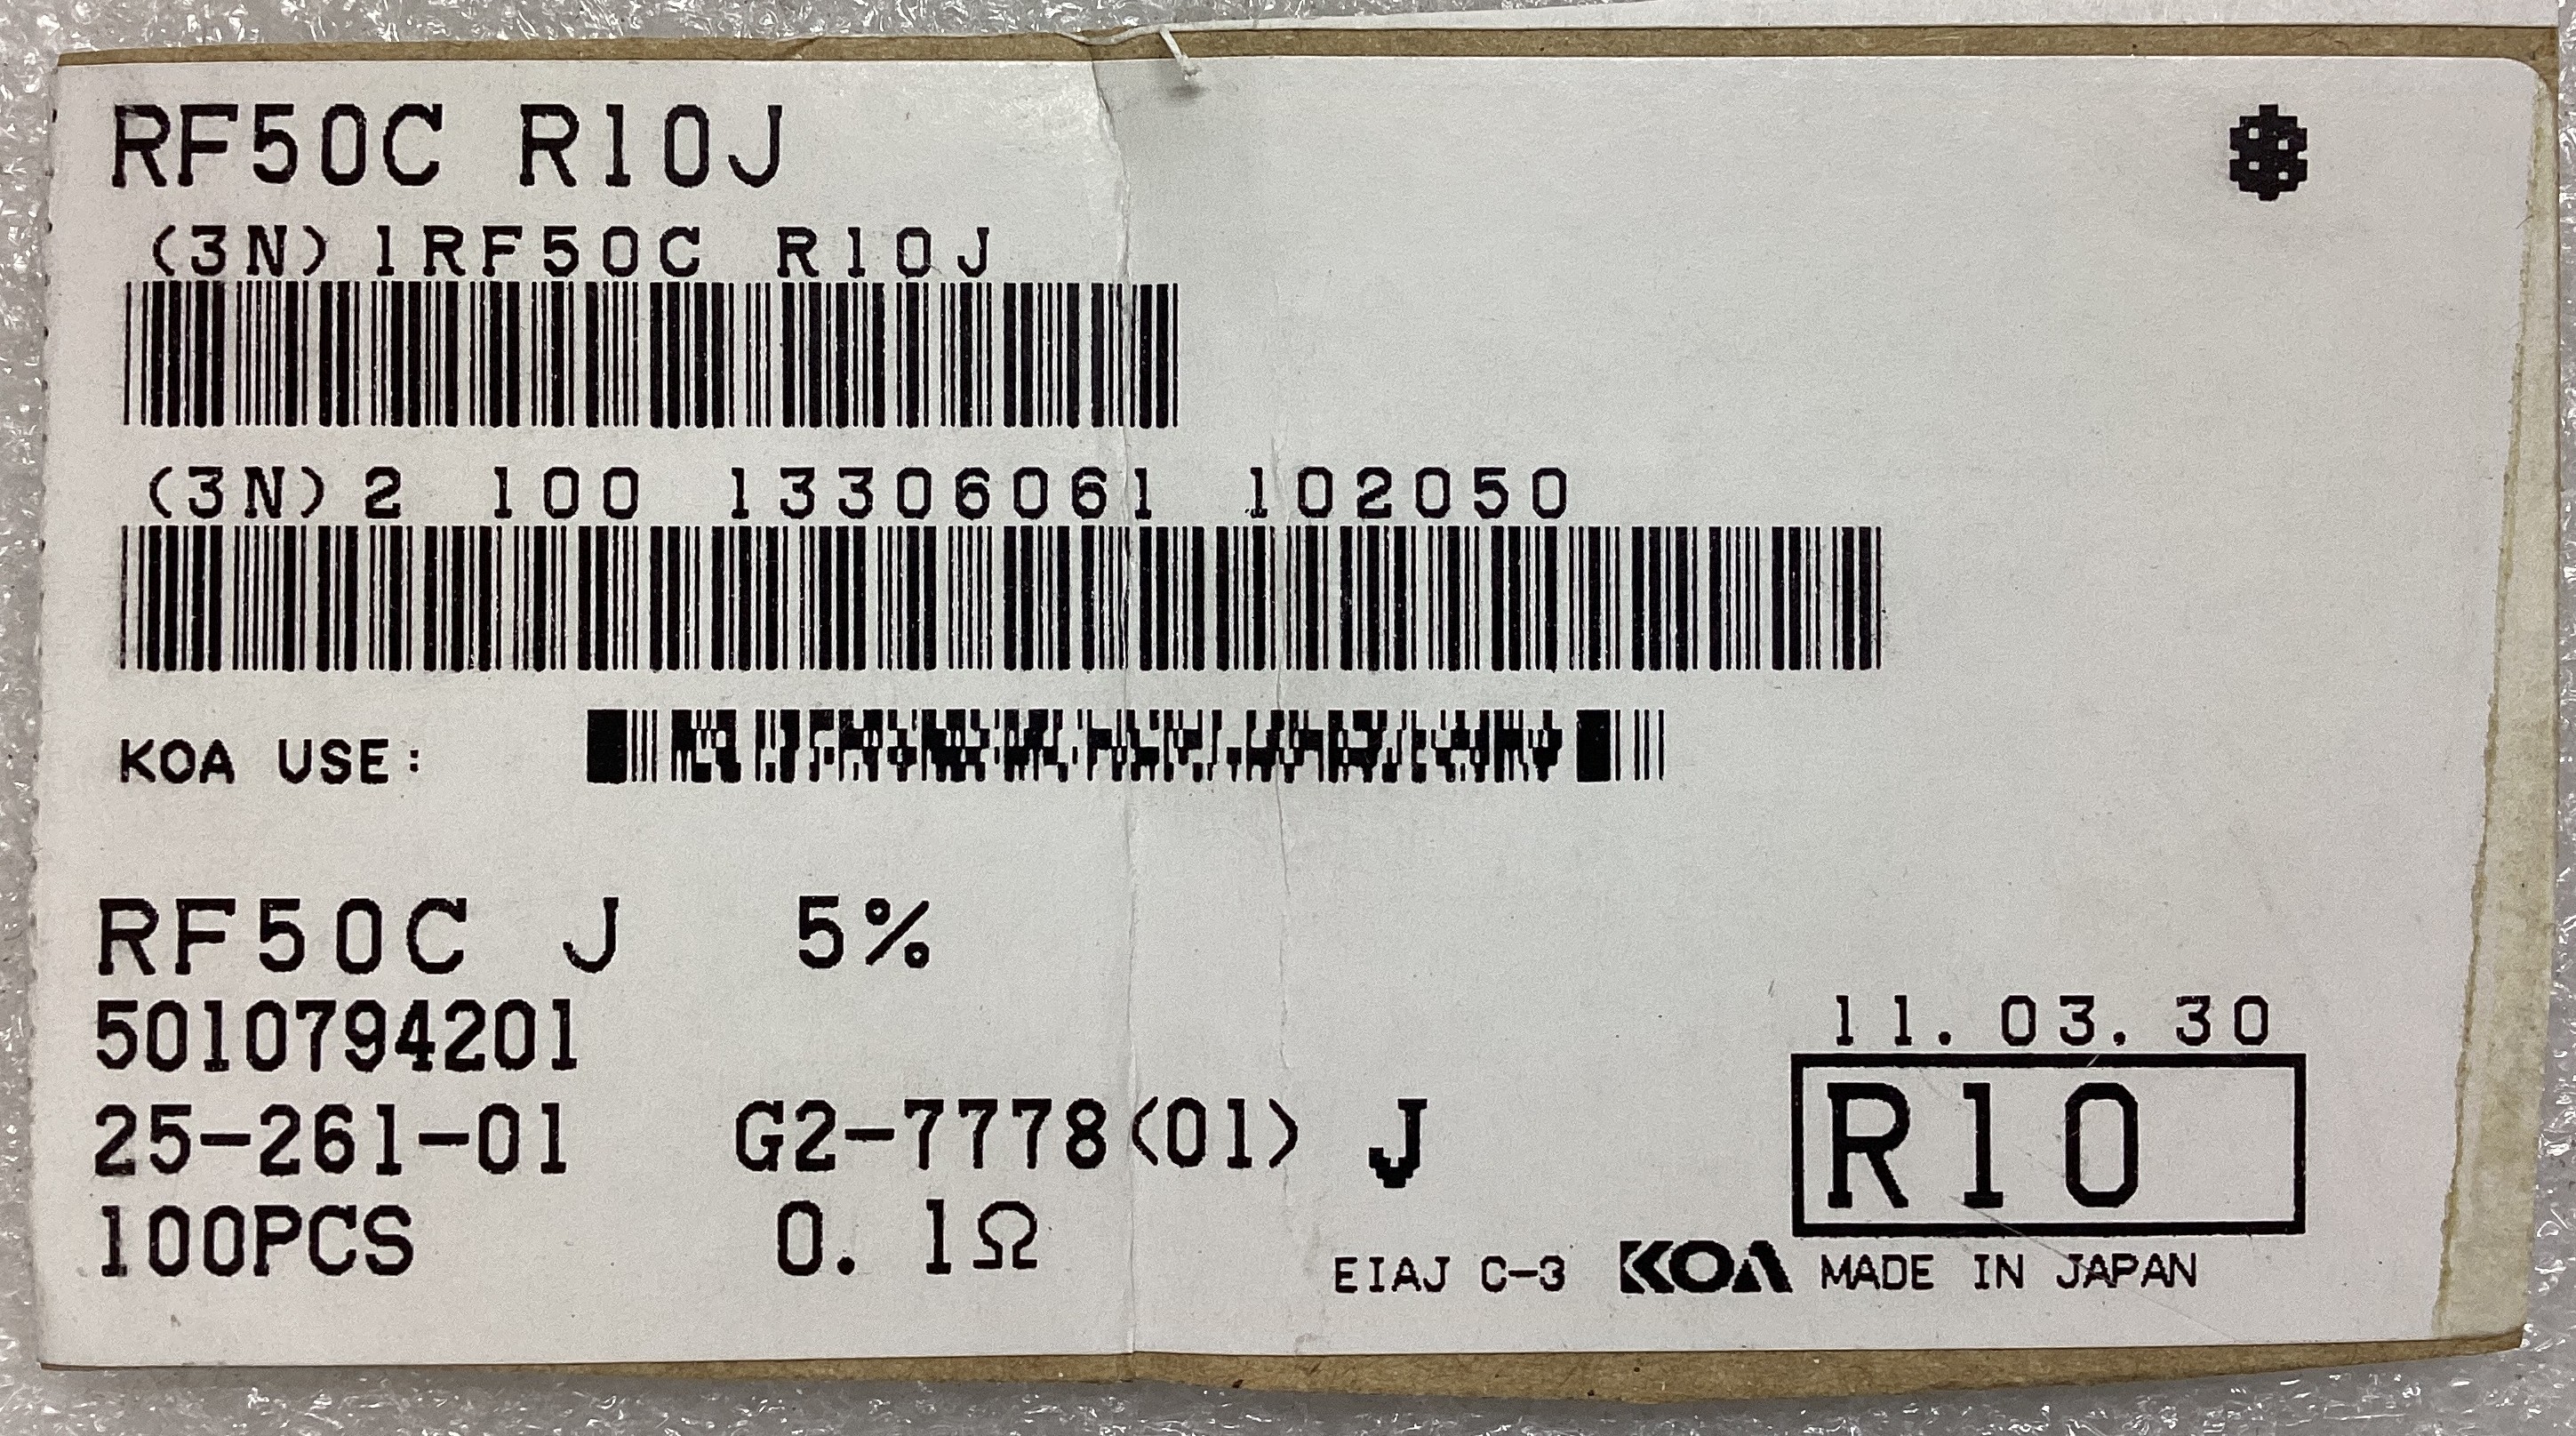 RF50C R10J
(3N)1RF50C R10J
(3N)2 100 13306061 102050
KOA USE:
RF50C J 5%
5010794201
11.03.30
25-261-01 G2-7778(01) J R10
100PCS 0.1Ω
EIAJ C-3 KOA MADE IN JAPAN